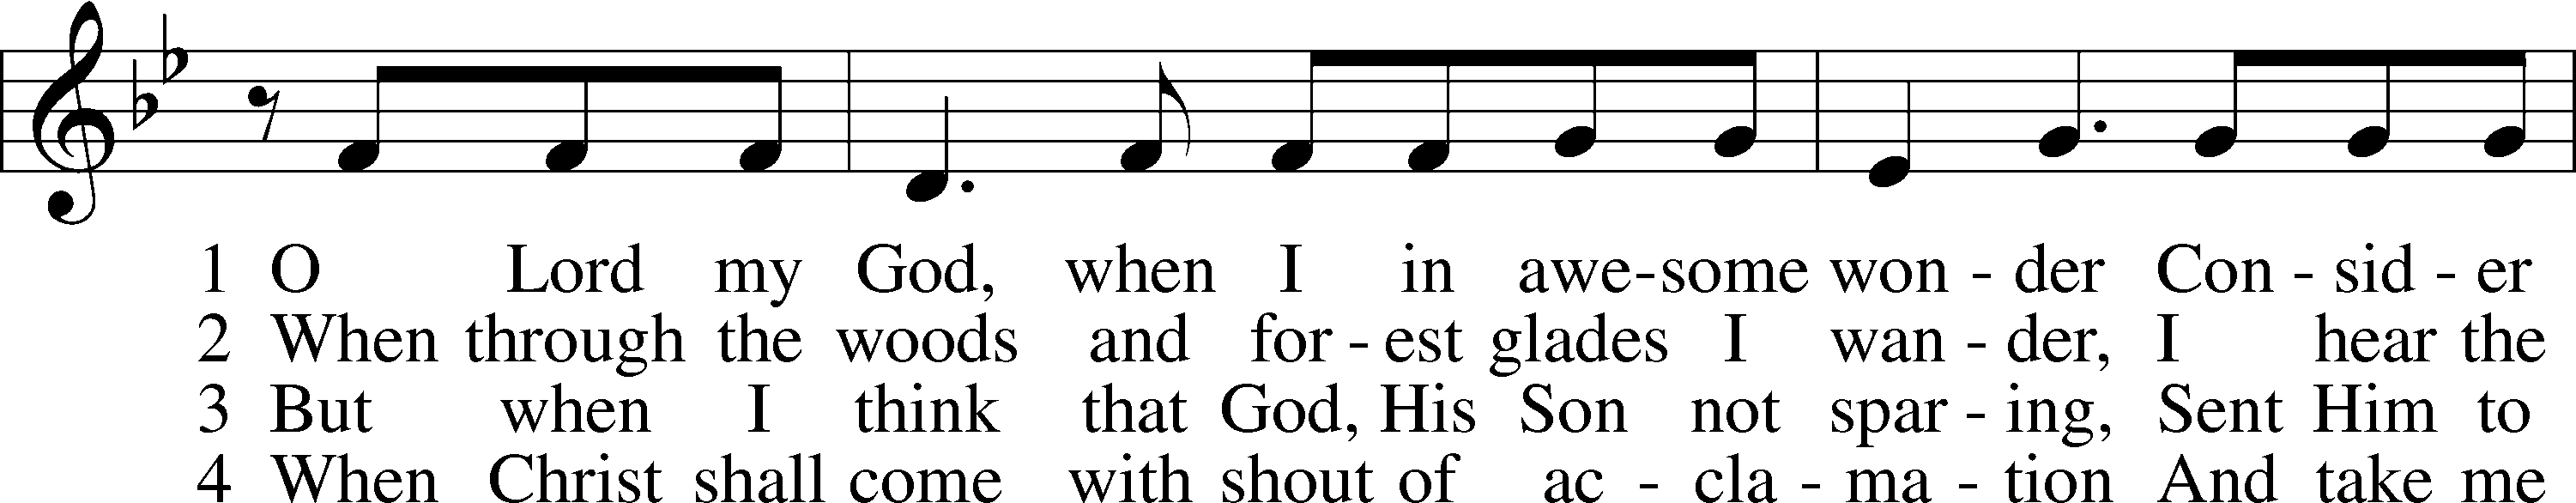 1 O Lord my God, when I in awe-some won - der Con - sid - er
2 When through the woods and for - est glades I wan - der, I hear the
3 But when I think that God, His Son not spar - ing, Sent Him to
4 When Christ shall come with shout of ac - cla - ma - tion And take me